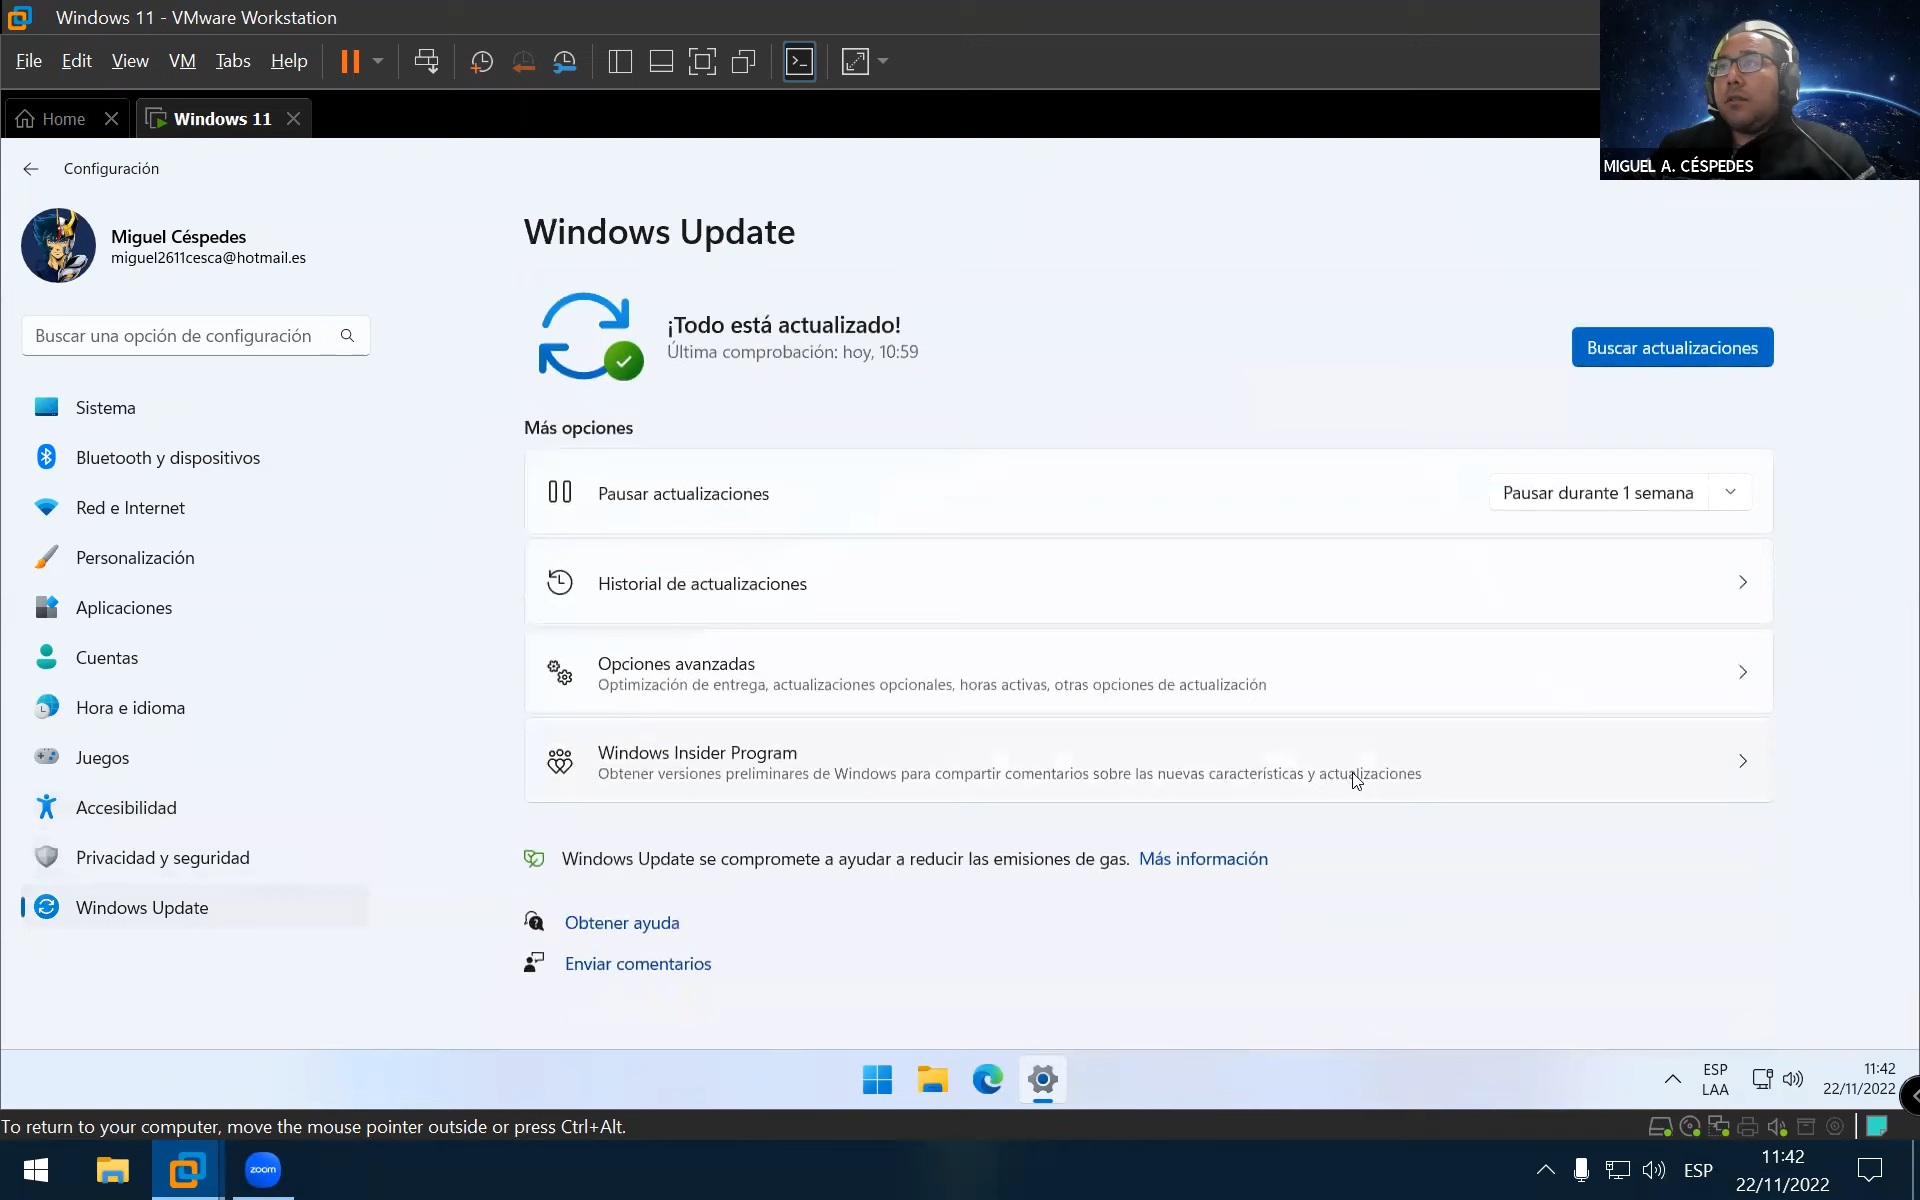 Windows 11 - VMware Workstation
File Edit View VM Tabs Help
Home
Windows 11
MIGUEL A. CÉSPEDES
Configuración
Miguel Céspedes
miguel2611cesca@hotmail.es
Buscar una opción de configuración
Sistema
Bluetooth y dispositivos
Red e Internet
Personalización
Aplicaciones
Cuentas
Hora e idioma
Juegos
Accesibilidad
Privacidad y seguridad
Windows Update
Windows Update
¡Todo está actualizado!
Última comprobación: hoy, 10:59
Buscar actualizaciones
Más opciones
Pausar actualizaciones
Pausar durante 1 semana
Historial de actualizaciones
Opciones avanzadas
Optimización de entrega, actualizaciones opcionales, horas activas, otras opciones de actualización
Windows Insider Program
Obtener versiones preliminares de Windows para compartir comentarios sobre las nuevas características y actualizaciones
Windows Update se compromete a ayudar a reducir las emisiones de gas. Más información
Obtener ayuda
Enviar comentarios
ESP
LAA
11:42
22/11/2022
To return to your computer, move the mouse pointer outside or press Ctrl+Alt.
zoom
ESP
11:42
22/11/2022